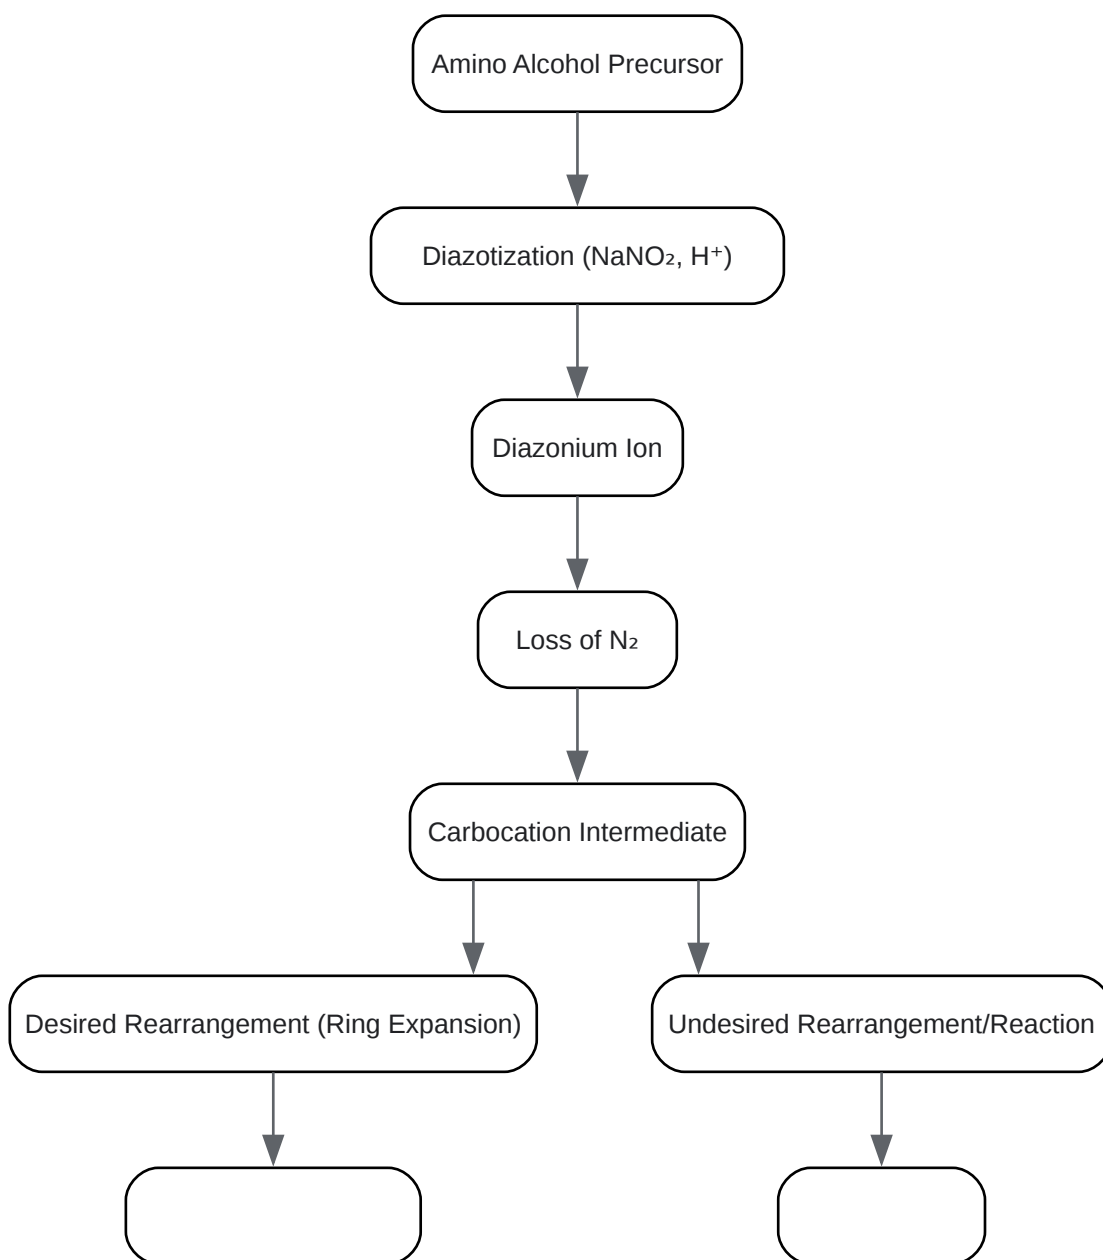 Amino Alcohol Precursor
Diazotization (NaNO₂, H⁺)
Diazonium Ion
Loss of N₂
Carbocation Intermediate
Desired Rearrangement (Ring Expansion)
Undesired Rearrangement/Reaction